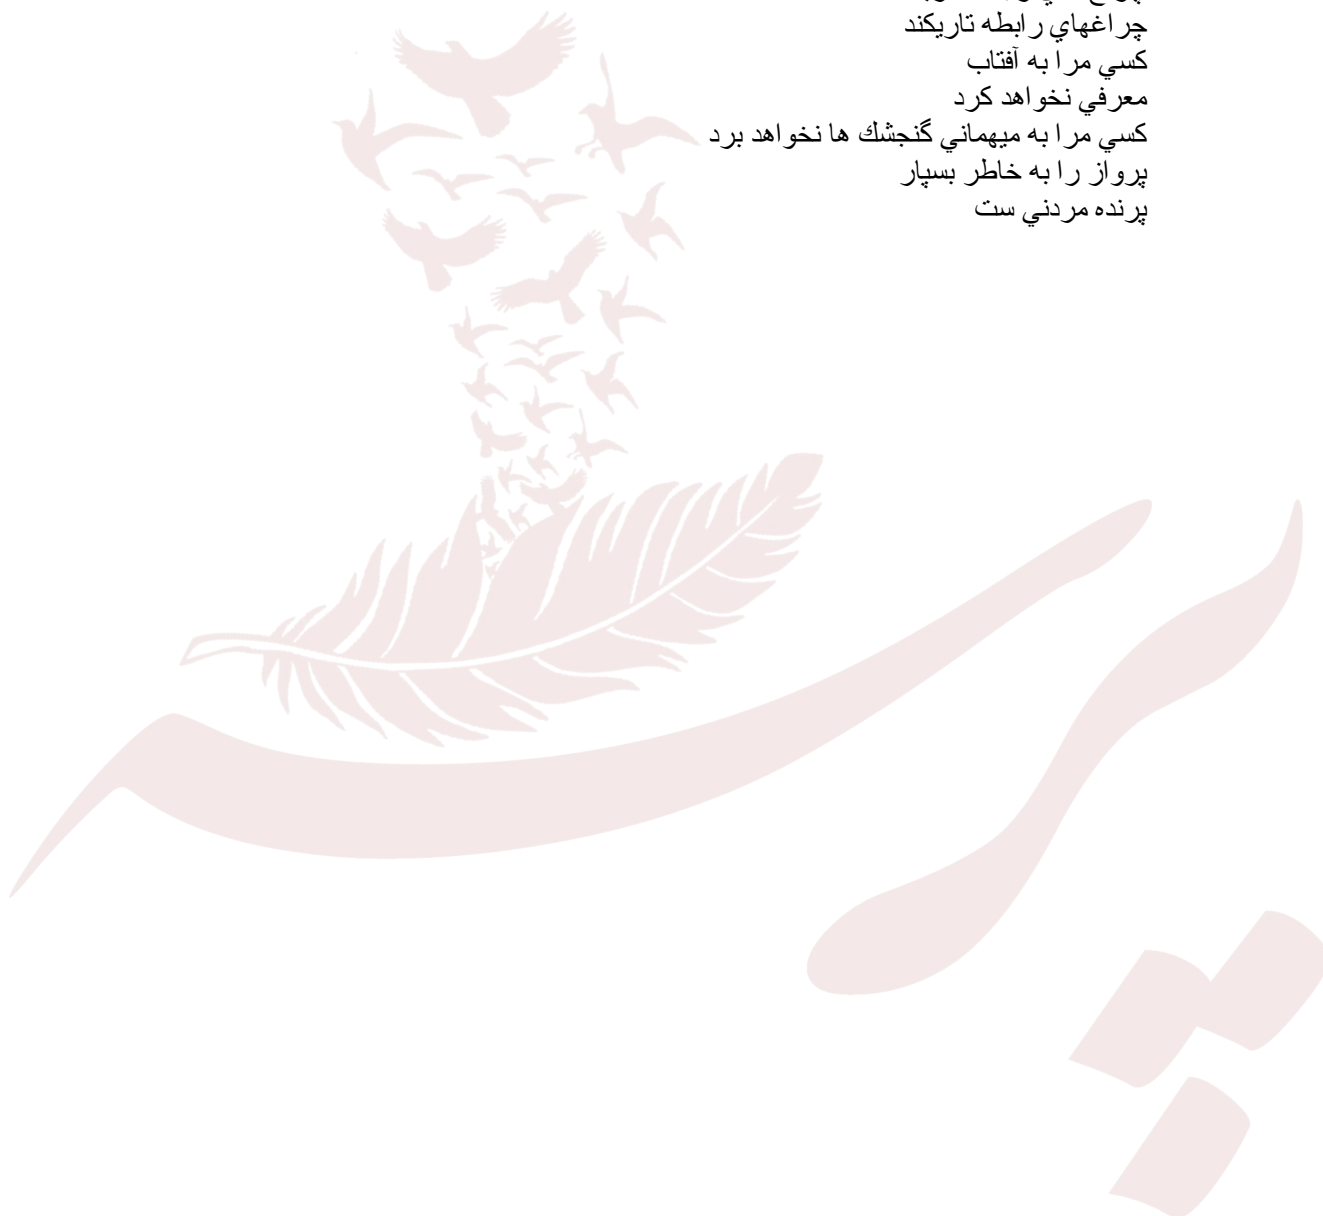 چراغهاي رابطه تاريكند
كسي مرا به آفتاب
معرفي نخواهد كرد
كسي مرا به ميهماني گنجشك ها نخواهد برد
پرواز را به خاطر بسپار
پرنده مردني ست